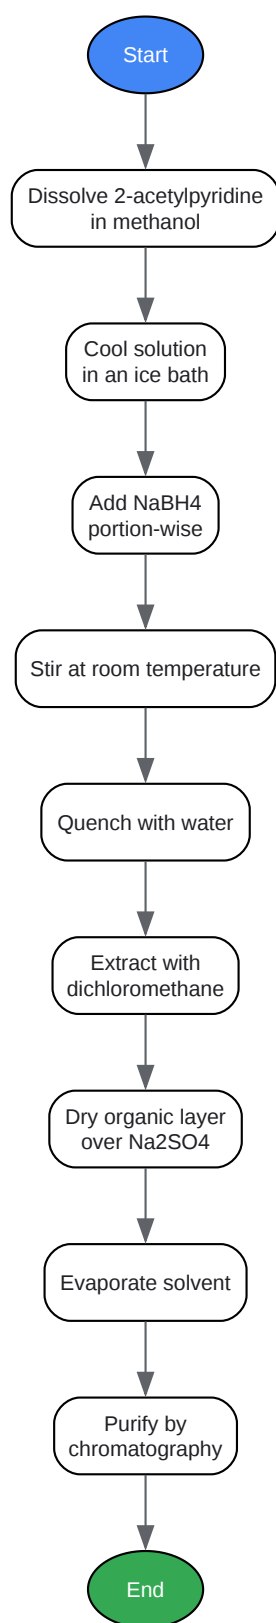 Start
Dissolve 2-acetylpyridine
in methanol
Cool solution
in an ice bath
Add NaBH4
portion-wise
Stir at room temperature
Quench with water
Extract with
dichloromethane
Dry organic layer
over Na2SO4
Evaporate solvent
Purify by
chromatography
End